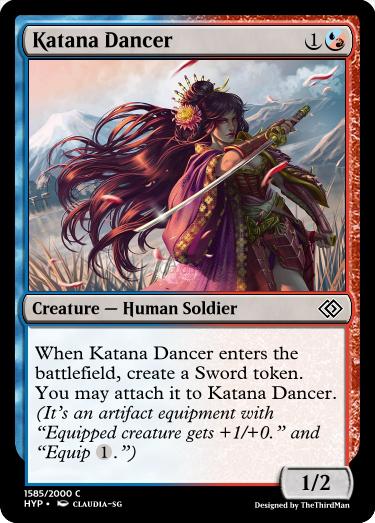 Katana Dancer 1
Creature — Human Soldier
When Katana Dancer enters the
battlefield, create a Sword token.
You may attach it to Katana Dancer.
(It's an artifact equipment with
“Equipped creature gets +1/+0.” and
“Equip 1.”)
1/2
1585/2000 C
HYP • CLAUDIA-SG
Designed by TheThirdMan